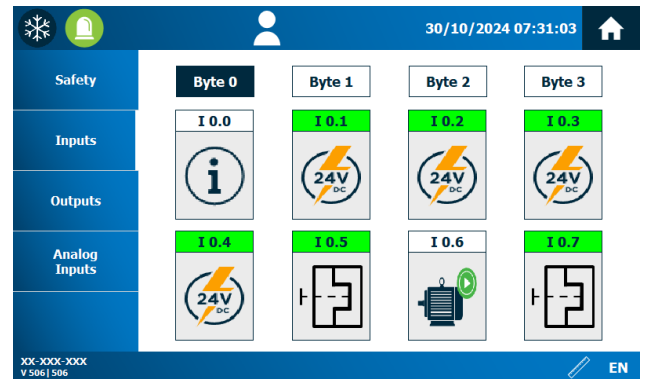 30/10/2024 07:31:03
Safety
Inputs
Outputs
Analog
Inputs
Byte 0
Byte 1
Byte 2
Byte 3
I 0.0
I 0.1
I 0.2
I 0.3
i
24V
DC
24V
DC
24V
DC
I 0.4
I 0.5
I 0.6
I 0.7
24V
DC
XX-XXX-XXX
V 506| 506
EN